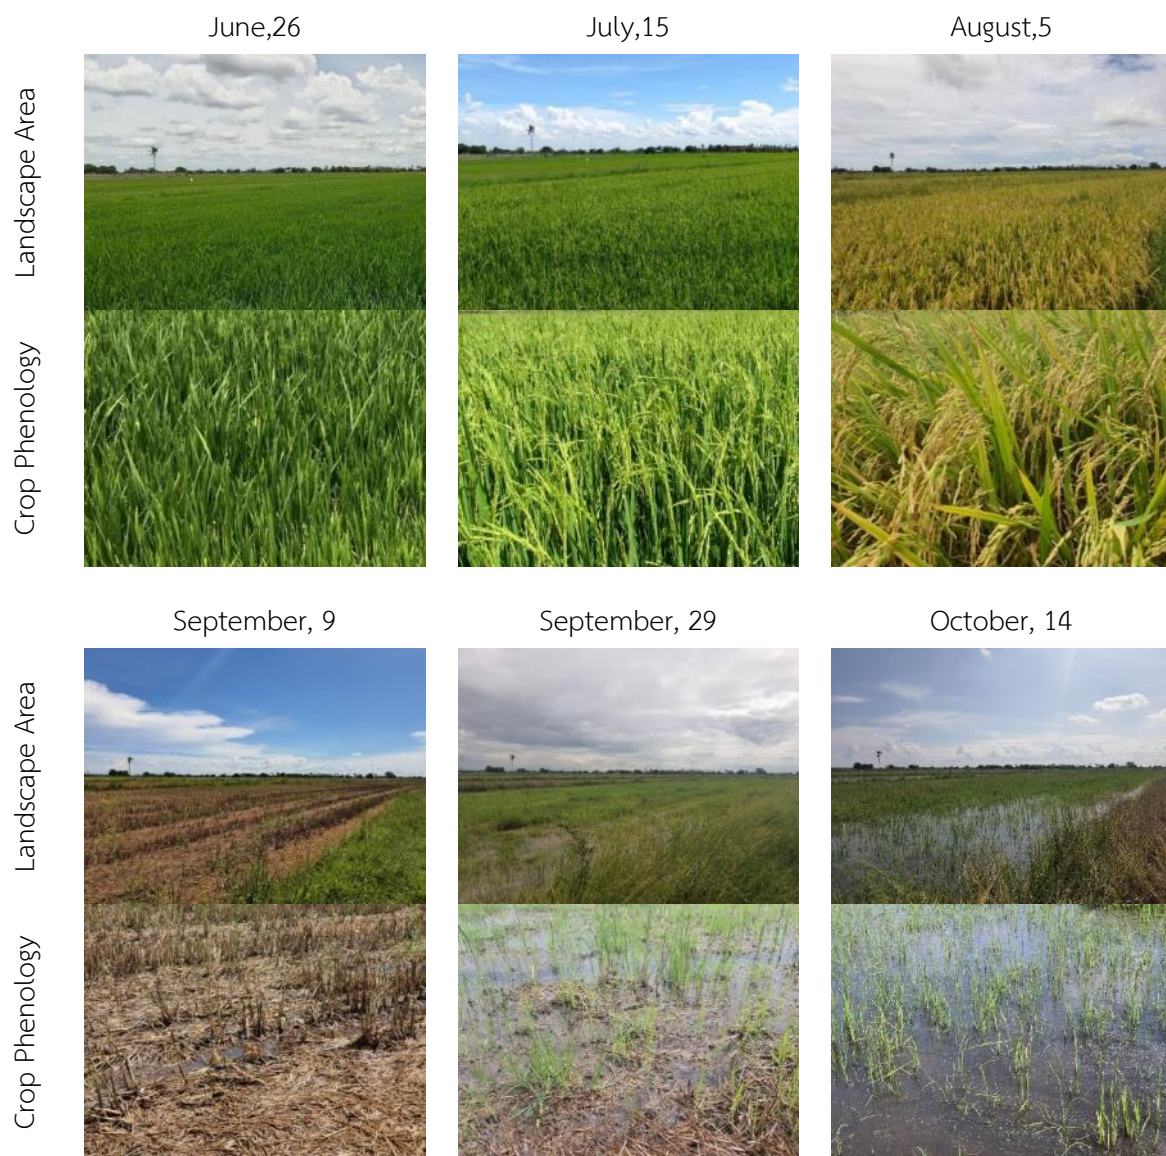 June,26
July,15
August,5
Landscape Area
Crop Phenology
September, 9
September, 29
October, 14
Landscape Area
Crop Phenology